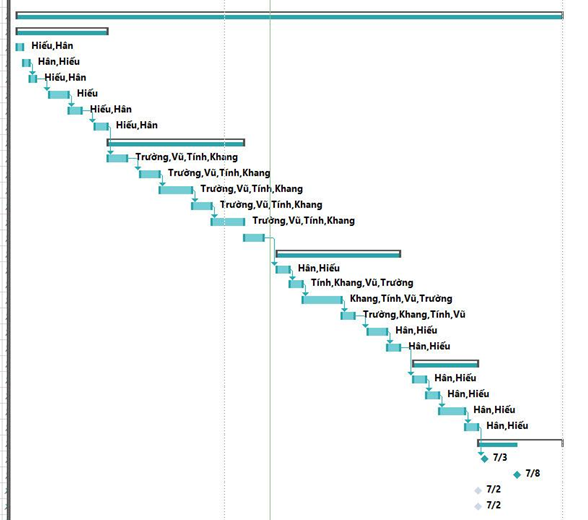 Hiếu,Hân
Hân,Hiếu
Hiếu,Hân
Hiếu
Hiếu,Hân
Hiếu,Hân
Trường,Vũ,Tính,Khang
Trường,Vũ,Tính,Khang
Trường,Vũ,Tính,Khang
Trường,Vũ,Tính,Khang
Trường,Vũ,Tính,Khang
Hân,Hiếu
Tính,Khang,Vũ,Trường
Khang,Tính,Vũ,Trường
Trường,Khang,Tính,Vũ
Hân,Hiếu
Hân,Hiếu
Hân,Hiếu
Hân,Hiếu
Hân,Hiếu
Hân,Hiếu
7/3
7/8
7/2
7/2